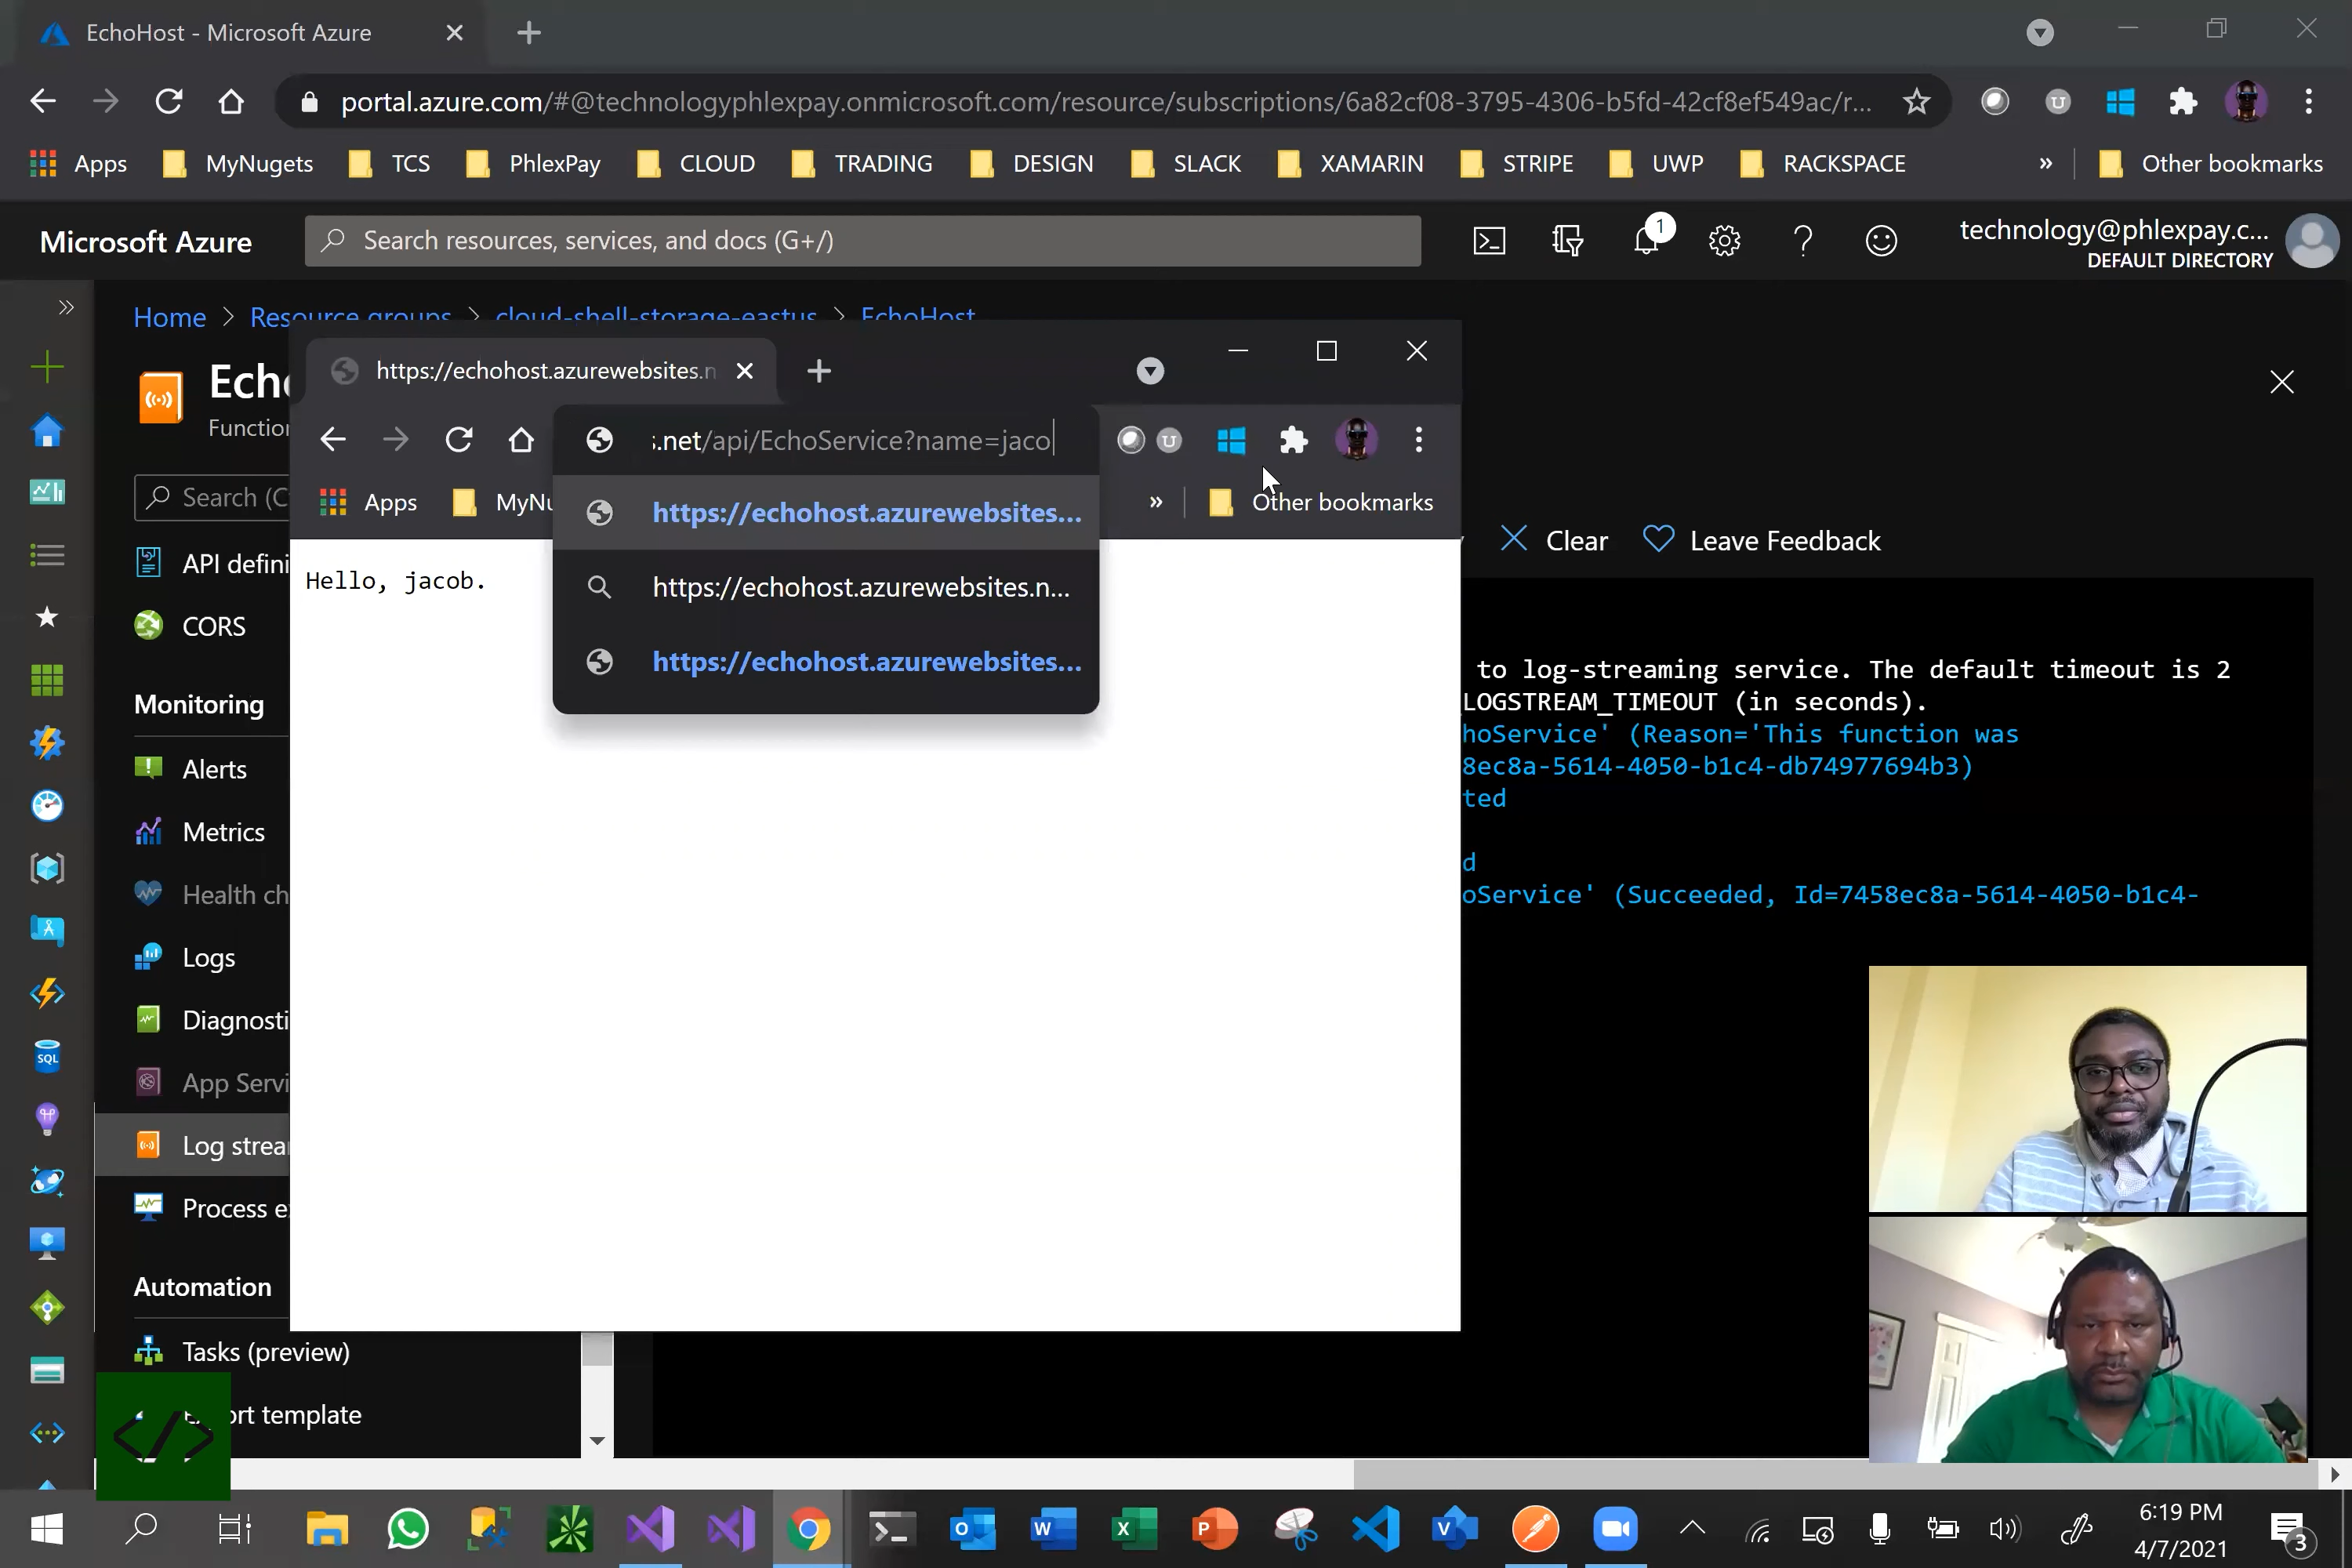 EchoHost - Microsoft Azure
portal.azure.com/#@technologyphlexpay.onmicrosoft.com/resource/subscriptions/6a82cf08-3795-4306-b5fd-42cf8ef549ac/r...
Apps MyNugets TCS PhlexPay CLOUD TRADING DESIGN SLACK XAMARIN STRIPE UWP RACKSPACE » Other bookmarks
Microsoft Azure
Search resources, services, and docs (G+/)
1
technology@phlexpay.c...
DEFAULT DIRECTORY
Home > Resource groups > cloud-shell-storage-eastus > EchoHost
Echo
Function
Search (C
API defini
CORS
Monitoring
Alerts
Metrics
Health ch
Logs
Diagnosti
App Servi
Log strea
Process e
Automation
Tasks (preview)
ort template
https://echohost.azurewebsites.n
s.net/api/EchoService?name=jaco
Apps MyNu » Other bookmarks
https://echohost.azurewebsites...
https://echohost.azurewebsites.n...
https://echohost.azurewebsites...
Hello, jacob.
Clear Leave Feedback
to log-streaming service. The default timeout is 2
LOGSTREAM_TIMEOUT (in seconds).
hoService' (Reason='This function was
8ec8a-5614-4050-b1c4-db74977694b3)
ted
d
oService' (Succeeded, Id=7458ec8a-5614-4050-b1c4-
SQL
</>
6:19 PM
4/7/2021
3